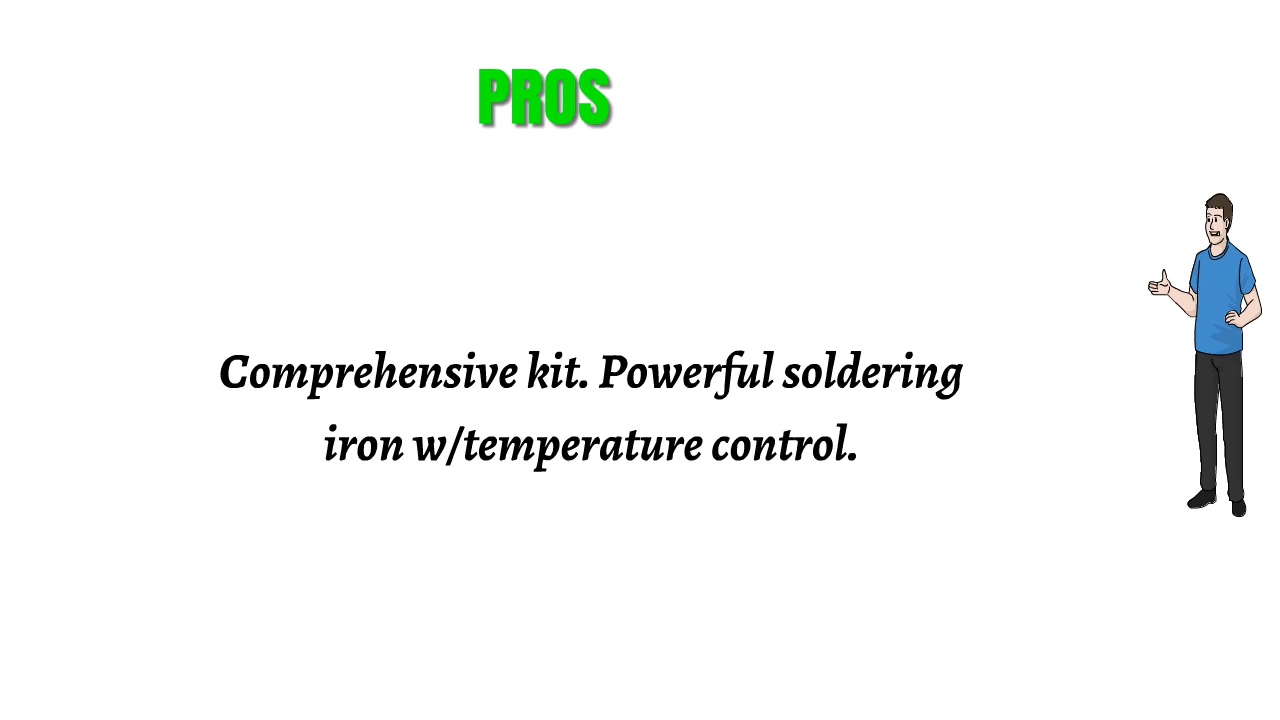 PROS
Comprehensive kit. Powerful soldering
iron w/temperature control.